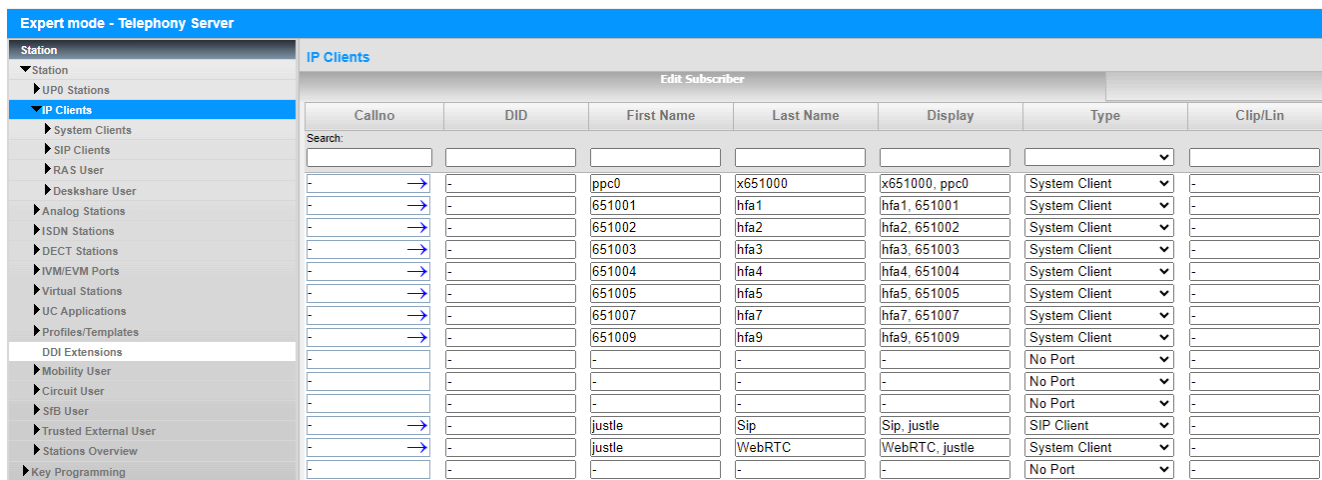 Expert mode - Telephony Server
Station
Station
UP0 Stations
IP Clients
System Clients
SIP Clients
RAS User
Deskshare User
Analog Stations
ISDN Stations
DECT Stations
IVM/EVM Ports
Virtual Stations
UC Applications
Profiles/Templates
DDI Extensions
Mobility User
Circuit User
SfB User
Trusted External User
Stations Overview
Key Programming
IP Clients
Edit Subscriber
Callno DID First Name Last Name Display Type Clip/Lin
Search:
- → - ppc0 x651000 x651000, ppc0 System Client -
- → - 651001 hfa1 hfa1, 651001 System Client -
- → - 651002 hfa2 hfa2, 651002 System Client -
- → - 651003 hfa3 hfa3, 651003 System Client -
- → - 651004 hfa4 hfa4, 651004 System Client -
- → - 651005 hfa5 hfa5, 651005 System Client -
- → - 651007 hfa7 hfa7, 651007 System Client -
- → - 651009 hfa9 hfa9, 651009 System Client -
- - - - - No Port -
- - - - - No Port -
- - - - - No Port -
- → - justle Sip Sip, justle SIP Client -
- → - justle WebRTC WebRTC, justle System Client -
- - - - - No Port -